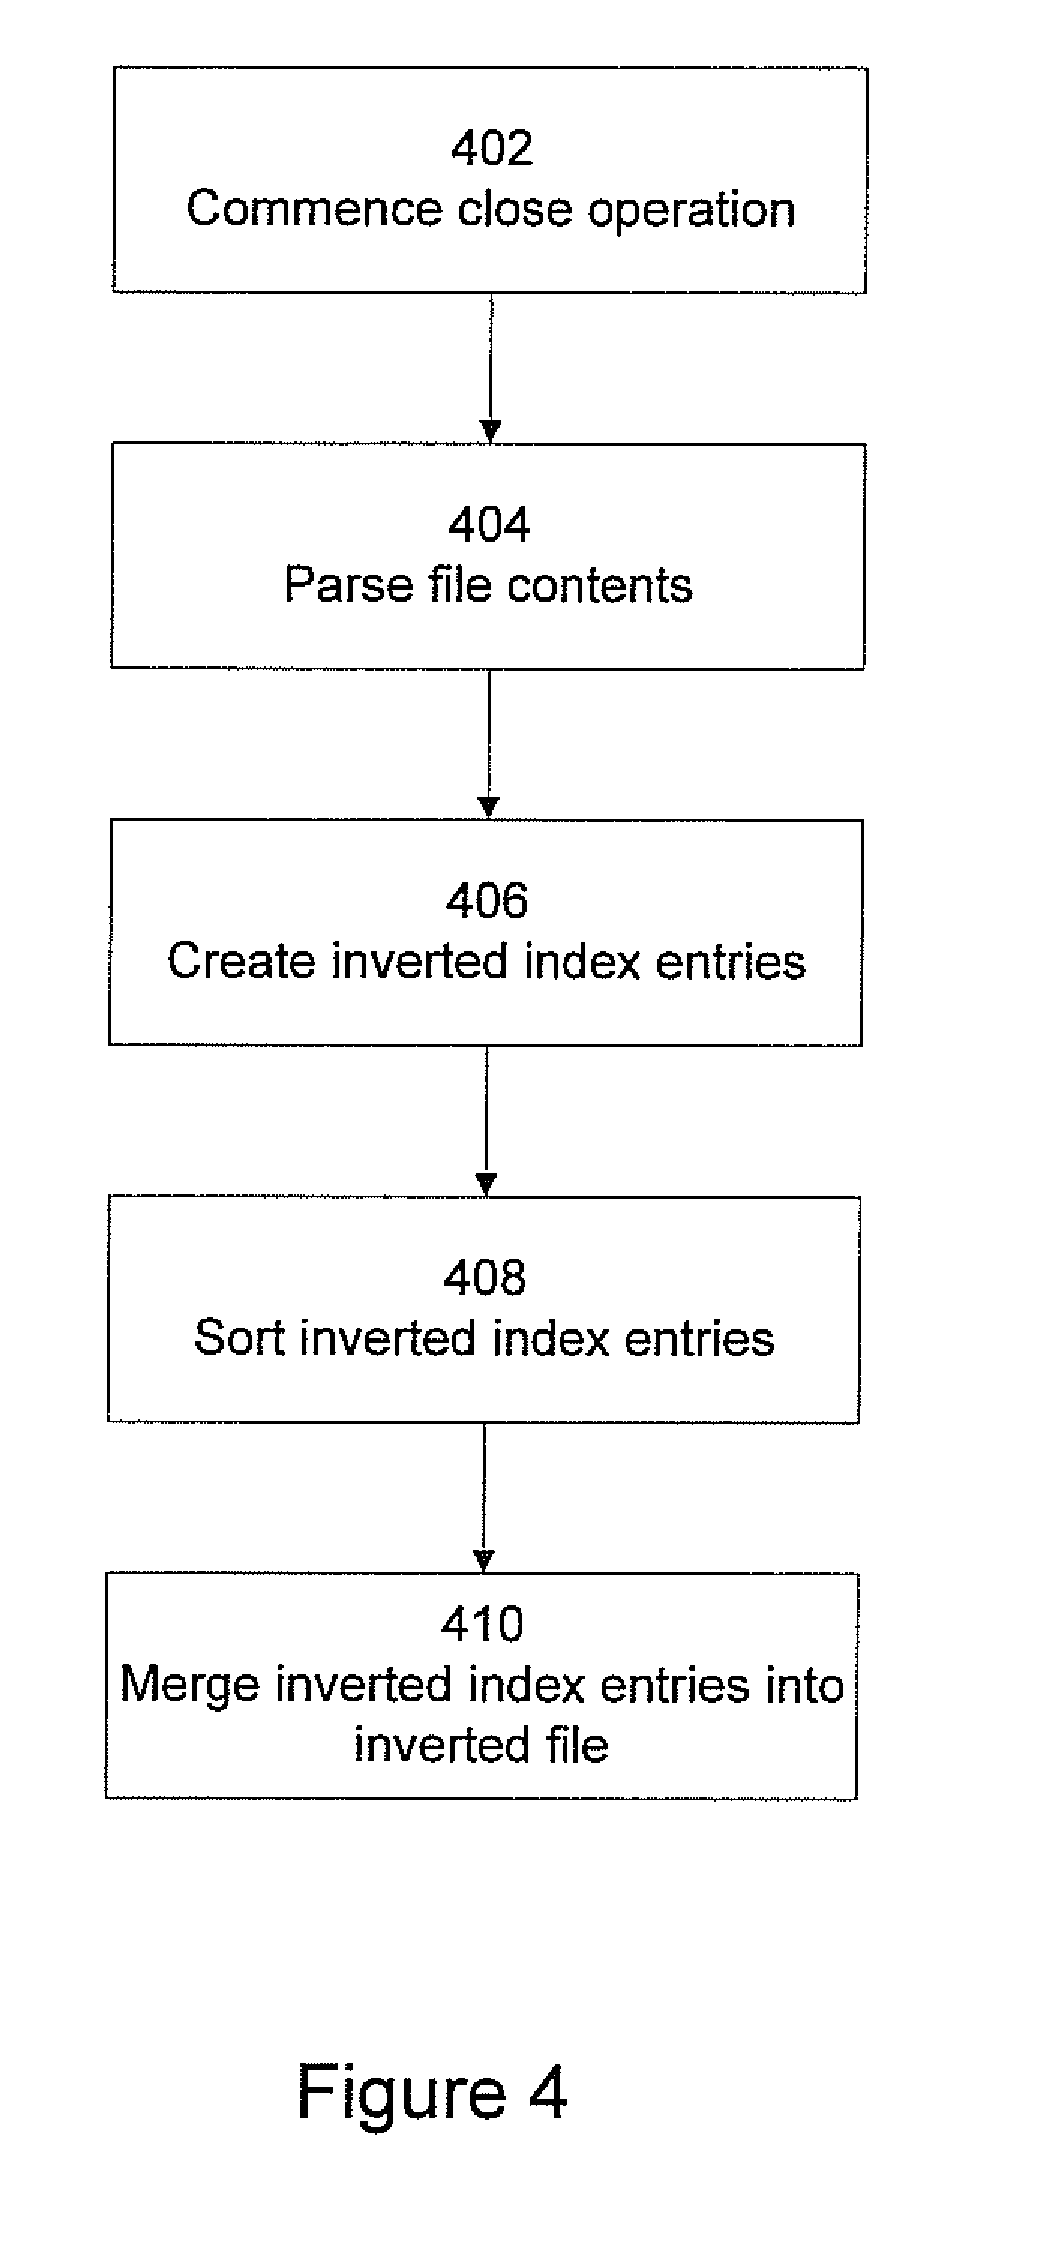 402
Commence close operation
404
Parse file contents
406
Create inverted index entries
408
Sort inverted index entries
410
Merge inverted index entries into
inverted file
Figure 4